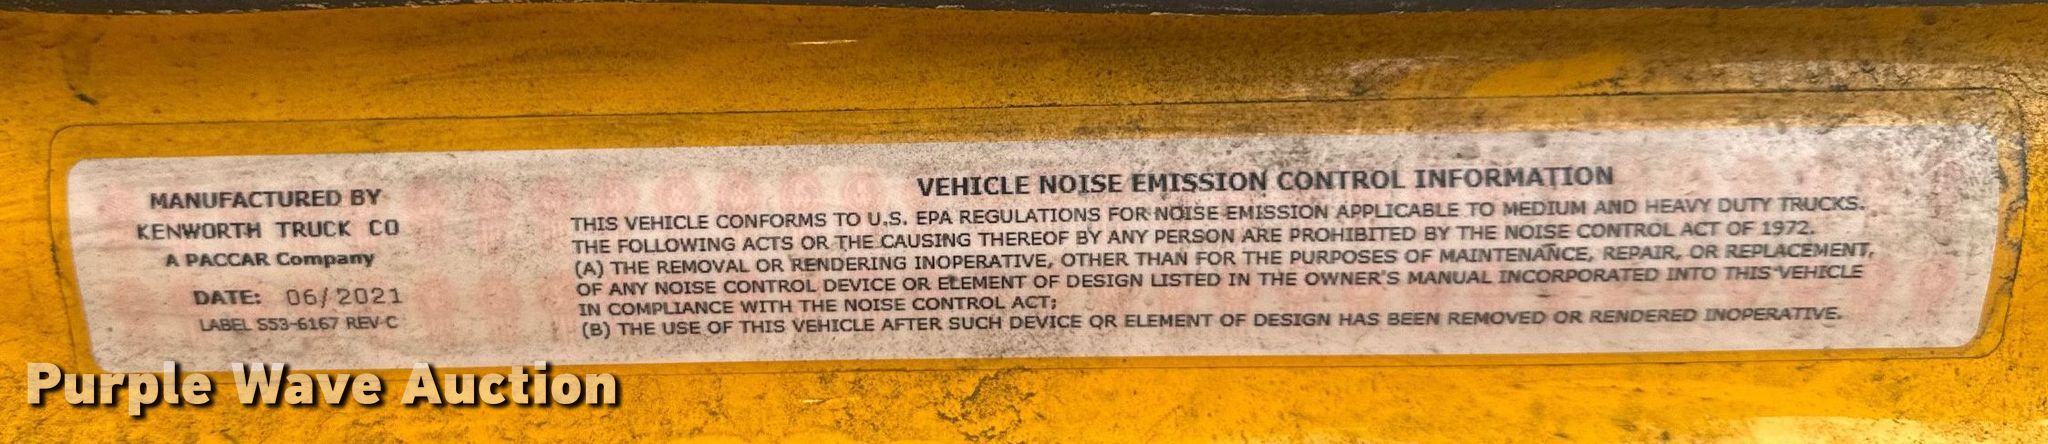 MANUFACTURED BY
KENWORTH TRUCK CO
A PACCAR Company
DATE: 06/2021
LABEL S53-6167 REV C
VEHICLE NOISE EMISSION CONTROL INFORMATION
THIS VEHICLE CONFORMS TO U.S. EPA REGULATIONS FOR NOISE EMISSION APPLICABLE TO MEDIUM AND HEAVY DUTY TRUCKS.
THE FOLLOWING ACTS OR THE CAUSING THEREOF BY ANY PERSON ARE PROHIBITED BY THE NOISE CONTROL ACT OF 1972.
(A) THE REMOVAL OR RENDERING INOPERATIVE, OTHER THAN FOR THE PURPOSES OF MAINTENANCE, REPAIR, OR REPLACEMENT,
OF ANY NOISE CONTROL DEVICE OR ELEMENT OF DESIGN LISTED IN THE OWNER'S MANUAL INCORPORATED INTO THIS VEHICLE
IN COMPLIANCE WITH THE NOISE CONTROL ACT;
(B) THE USE OF THIS VEHICLE AFTER SUCH DEVICE OR ELEMENT OF DESIGN HAS BEEN REMOVED OR RENDERED INOPERATIVE.
Purple Wave Auction